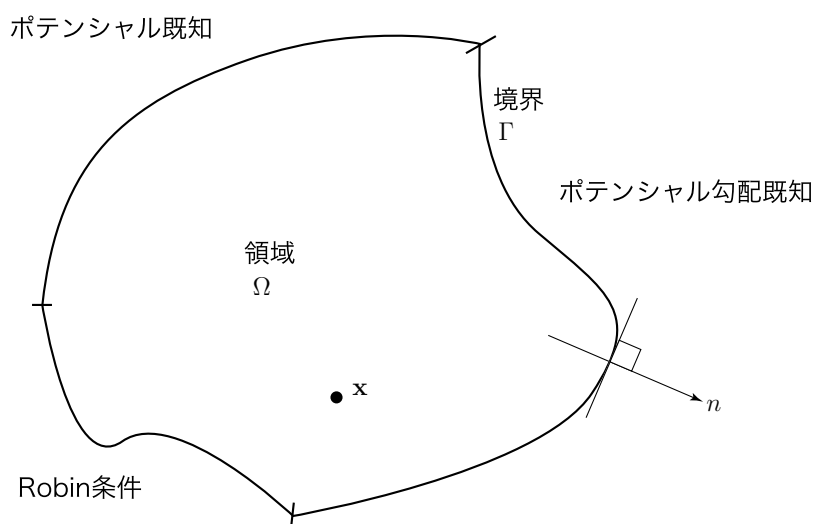 ポテンシャル既知
境界
Γ
ポテンシャル勾配既知
領域
Ω
x
n
Robin条件